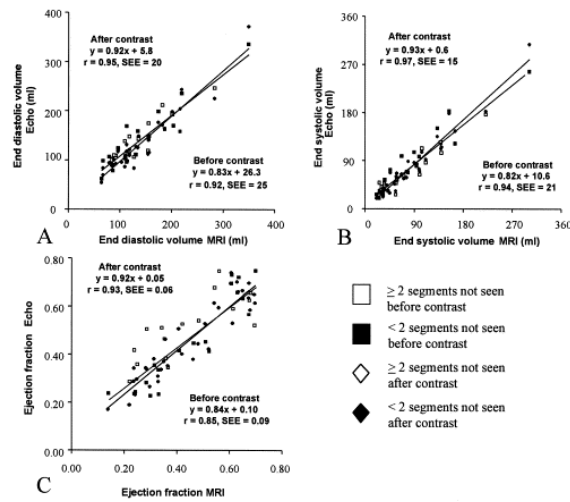 After contrast
y = 0.92x + 5.8
r = 0.95, SEE = 20
Before contrast
y = 0.83x + 26.3
r = 0.92, SEE = 25
End diastolic volume
Echo (ml)
400
300
200
100
0
0 100 200 300 400
End diastolic volume MRI (ml)
A
After contrast
y = 0.93x + 0.6
r = 0.97, SEE = 15
Before contrast
y = 0.82x + 10.6
r = 0.94, SEE = 21
End systolic volume
Echo (ml)
360
270
180
90
0
0 90 180 270 360
End systolic volume MRI (ml)
B
After contrast
y = 0.92x + 0.05
r = 0.93, SEE = 0.06
Before contrast
y = 0.84x + 0.10
r = 0.85, SEE = 0.09
Ejection fraction Echo
0.80
0.60
0.40
0.20
0.00
0.00 0.20 0.40 0.60 0.80
Ejection fraction MRI
C
≥ 2 segments not seen
before contrast
< 2 segments not seen
before contrast
≥ 2 segments not seen
after contrast
< 2 segments not seen
after contrast